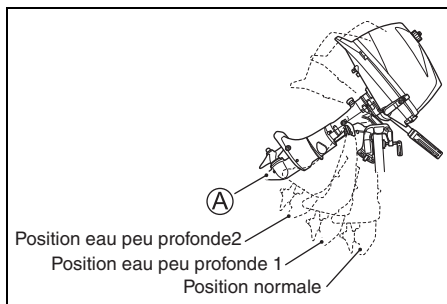 A
Position eau peu profonde2
Position eau peu profonde 1
Position normale